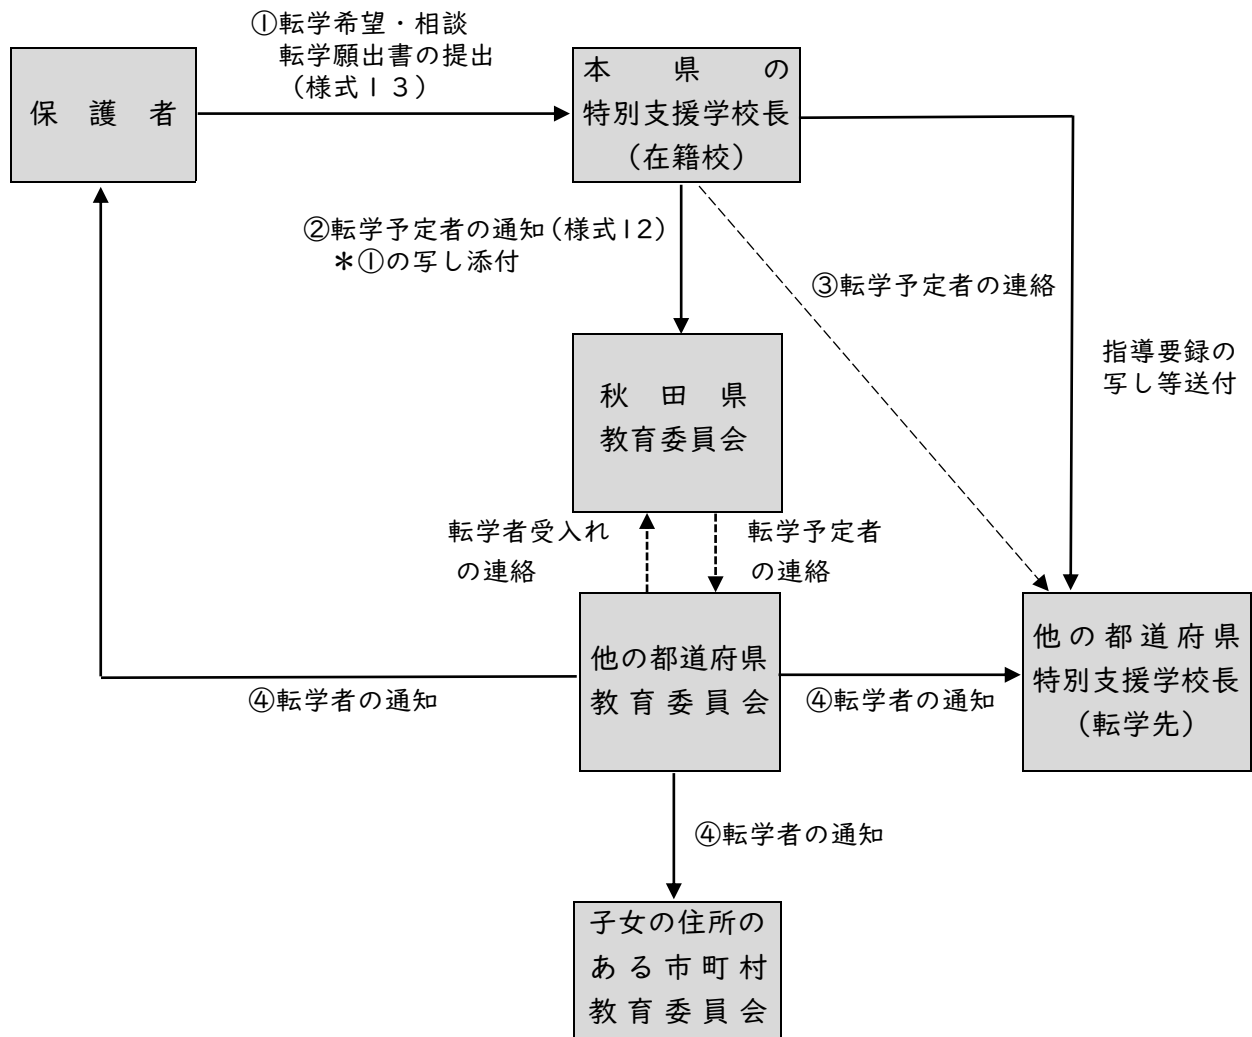 ①転学希望・相談
転学願出書の提出
（様式１３）
保護者
本県の
特別支援学校長
（在籍校）
②転学予定者の通知（様式１２）
＊①の写し添付
③転学予定者の連絡
指導要録の
写し等送付
秋田県
教育委員会
転学者受入れ
の連絡
転学予定者
の連絡
他の都道府県
教育委員会
他の都道府県
特別支援学校長
（転学先）
④転学者の通知
④転学者の通知
④転学者の通知
子女の住所の
ある市町村
教育委員会